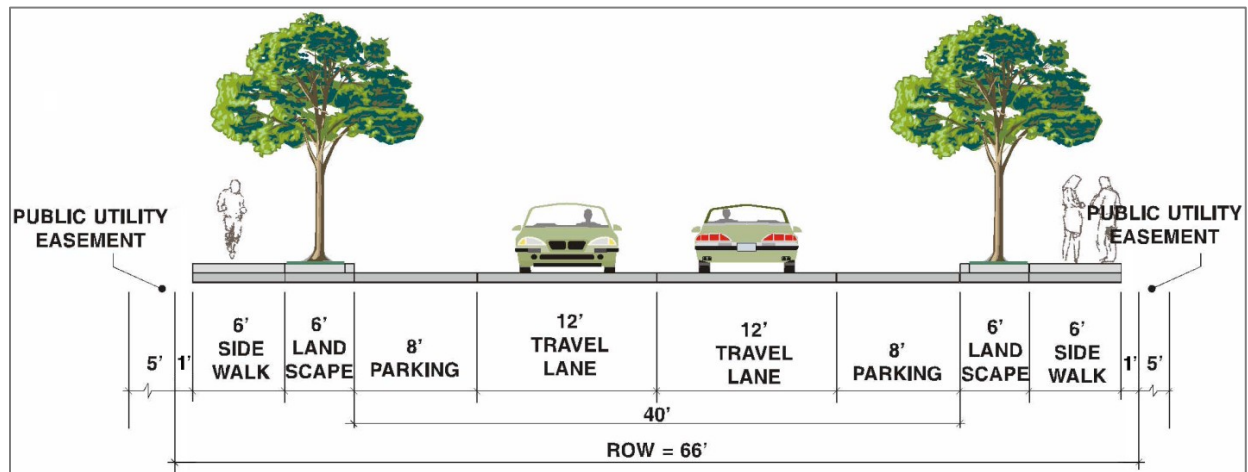 PUBLIC UTILITY
EASEMENT
PUBLIC UTILITY
EASEMENT
5'
1'
6'
SIDE
WALK
6'
LAND
SCAPE
8'
PARKING
12'
TRAVEL
LANE
12'
TRAVEL
LANE
8'
PARKING
6'
LAND
SCAPE
6'
SIDE
WALK
1'
5'
40'
ROW = 66'